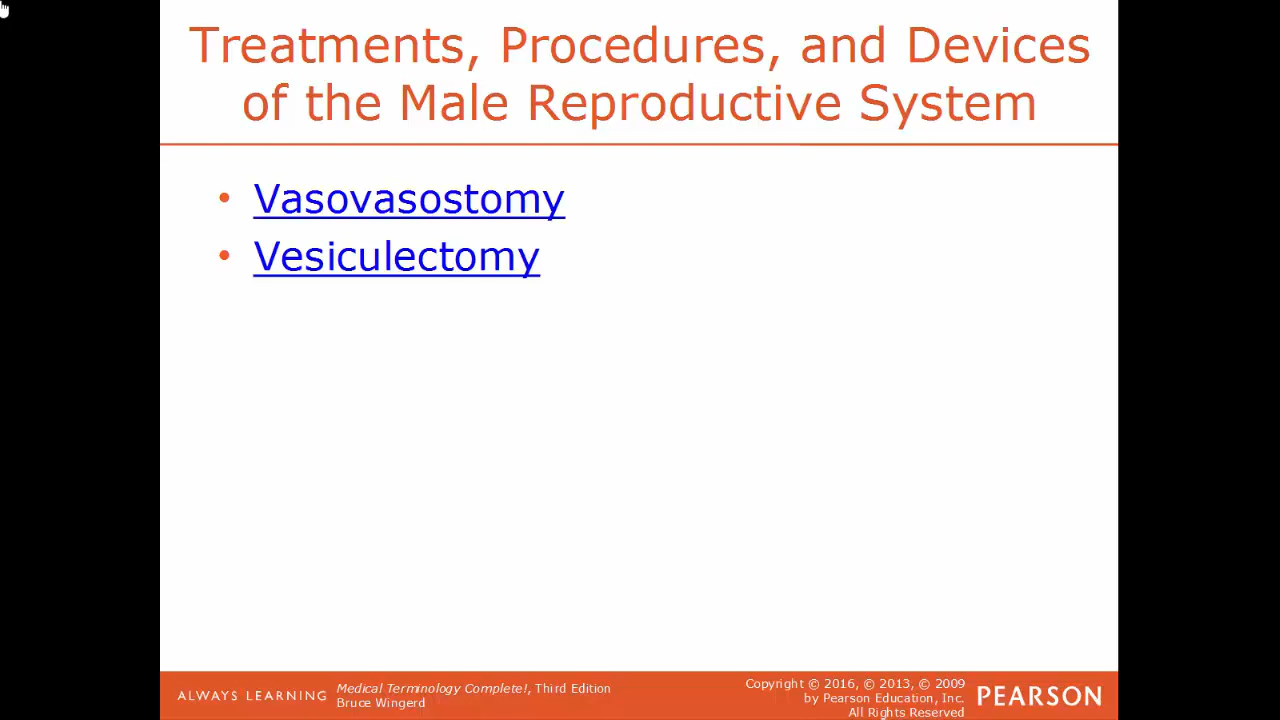 Treatments, Procedures, and Devices
of the Male Reproductive System
• Vasovasostomy
• Vesiculectomy
ALWAYS LEARNING
Medical Terminology Complete!, Third Edition
Bruce Wingerd
Copyright © 2016, © 2013, © 2009
by Pearson Education, Inc.
All Rights Reserved
PEARSON